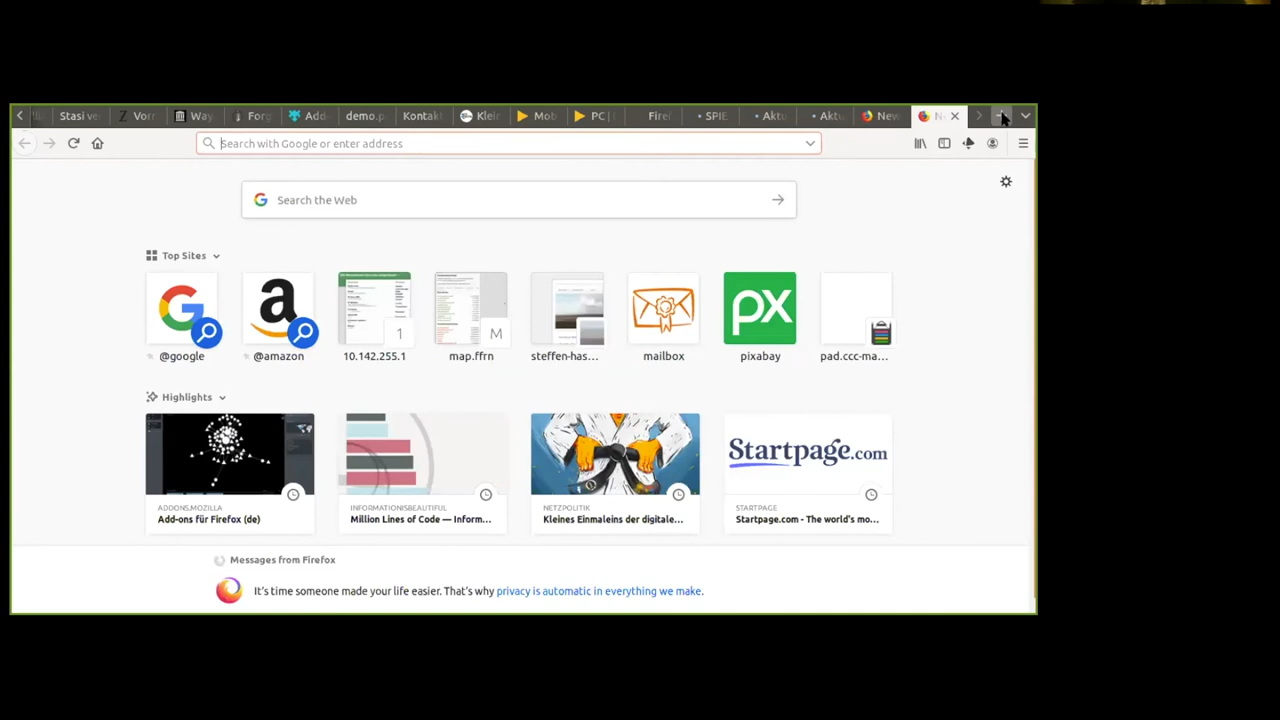 Stasi ve Vorr Way Forg Add- demo.p Kontakt Klei Mob PC | Firef • SPIE • Aktu • Aktu New N
Search with Google or enter address
Search the Web
Top Sites
a
1
M
px
@google @amazon 10.142.255.1 map.ffrn steffen-has... mailbox pixabay pad.ccc-ma...
Highlights
Startpage.com
ADDONS.MOZILLA INFORMATIONISBEAUTIFUL NETZPOLITIK STARTPAGE
Add-ons für Firefox (de) Million Lines of Code — Inform... Kleines Einmaleins der digitale... Startpage.com - The world's mo...
Messages from Firefox
It's time someone made your life easier. That's why privacy is automatic in everything we make.